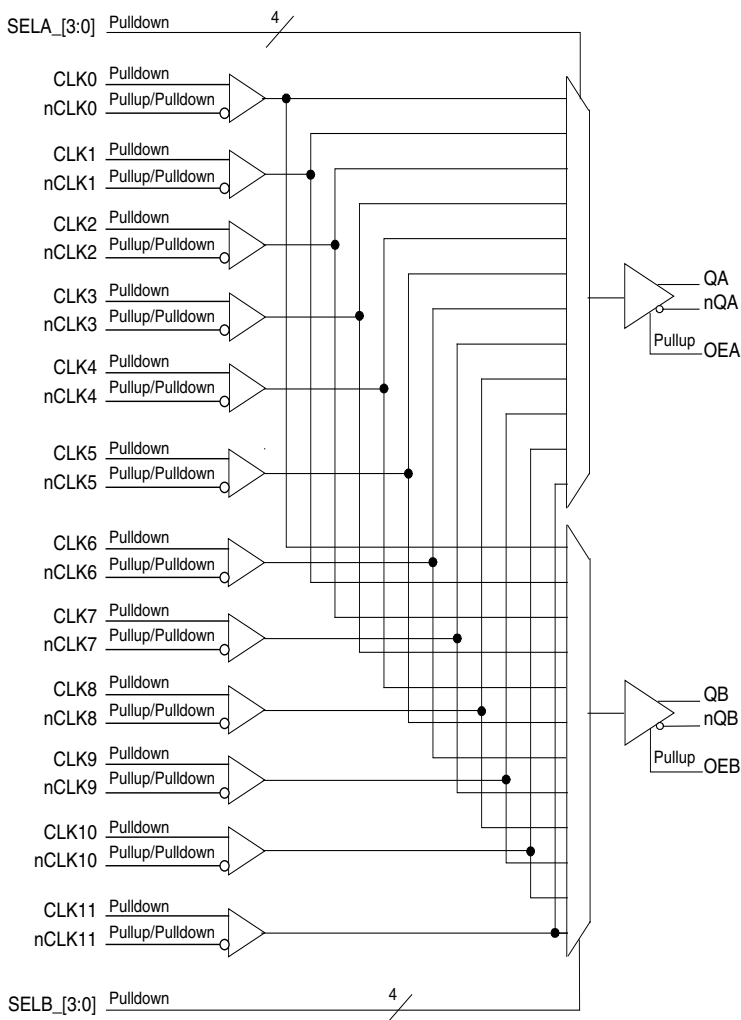 SELA_[3:0] Pulldown 4
CLK0 Pulldown
nCLK0 Pullup/Pulldown
CLK1 Pulldown
nCLK1 Pullup/Pulldown
CLK2 Pulldown
nCLK2 Pullup/Pulldown
CLK3 Pulldown
nCLK3 Pullup/Pulldown
CLK4 Pulldown
nCLK4 Pullup/Pulldown
CLK5 Pulldown
nCLK5 Pullup/Pulldown
CLK6 Pulldown
nCLK6 Pullup/Pulldown
CLK7 Pulldown
nCLK7 Pullup/Pulldown
CLK8 Pulldown
nCLK8 Pullup/Pulldown
CLK9 Pulldown
nCLK9 Pullup/Pulldown
CLK10 Pulldown
nCLK10 Pullup/Pulldown
CLK11 Pulldown
nCLK11 Pullup/Pulldown
SELB_[3:0] Pulldown 4
QA
nQA
Pullup OEA
QB
nQB
Pullup OEB